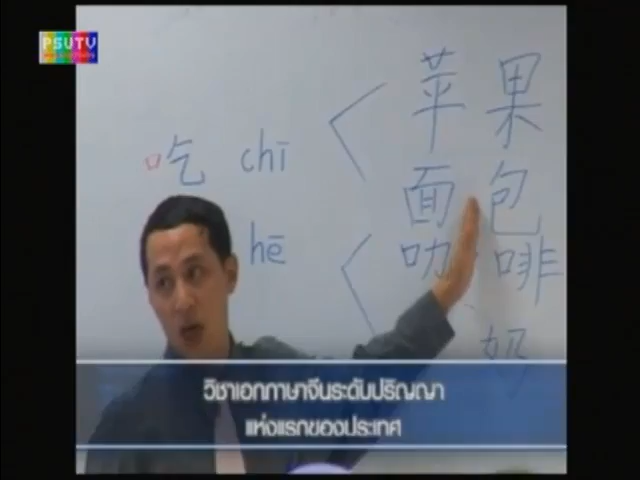 PSUTV
苹果
吃 chī
面包
hē
咖啡
奶
วิชาเอกภาษาจีนระดับปริญญา
แห่งแรกของประเทศ